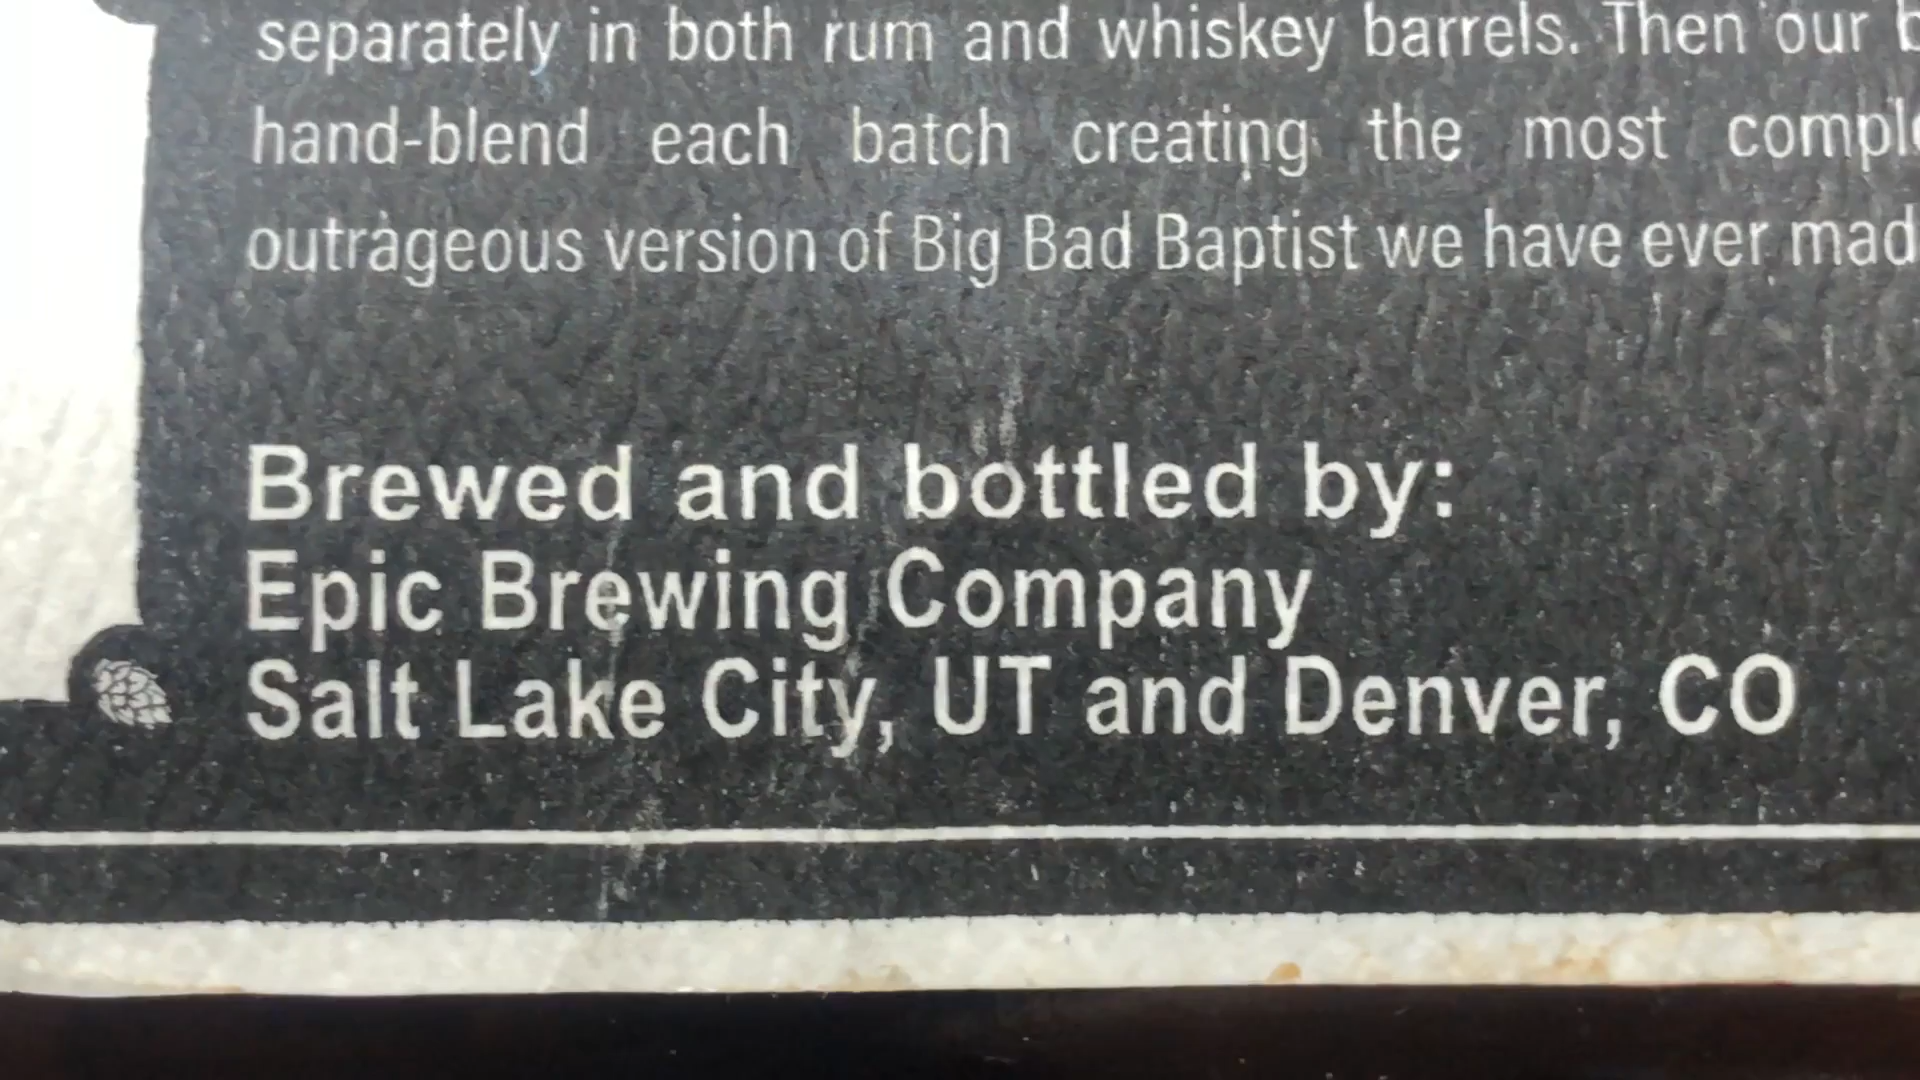 separately in both rum and whiskey barrels. Then our
hand-blend each batch creating the most
outrageous version of Big Bad Baptist we have ever
Brewed and bottled by:
Epic Brewing Company
Salt Lake City, UT and Denver, CO